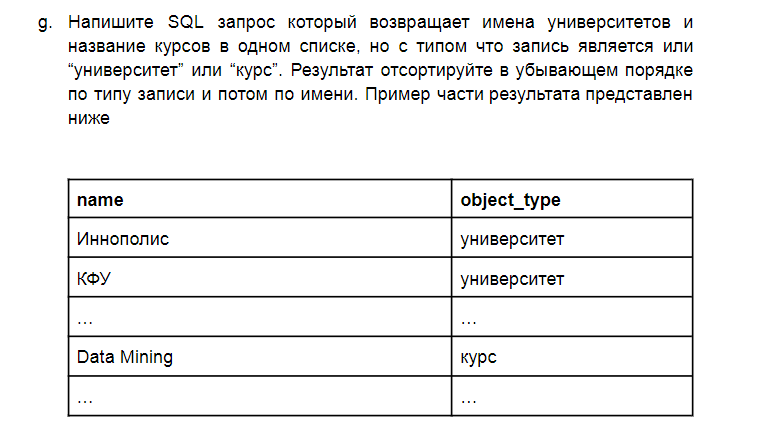 g. Напишите SQL запрос который возвращает имена университетов и
название курсов в одном списке, но с типом что запись является или
“университет” или “курс”. Результат отсортируйте в убывающем порядке
по типу записи и потом по имени. Пример части результата представлен
ниже
name object_type
Иннополис университет
КФУ университет
… …
Data Mining курс
… …